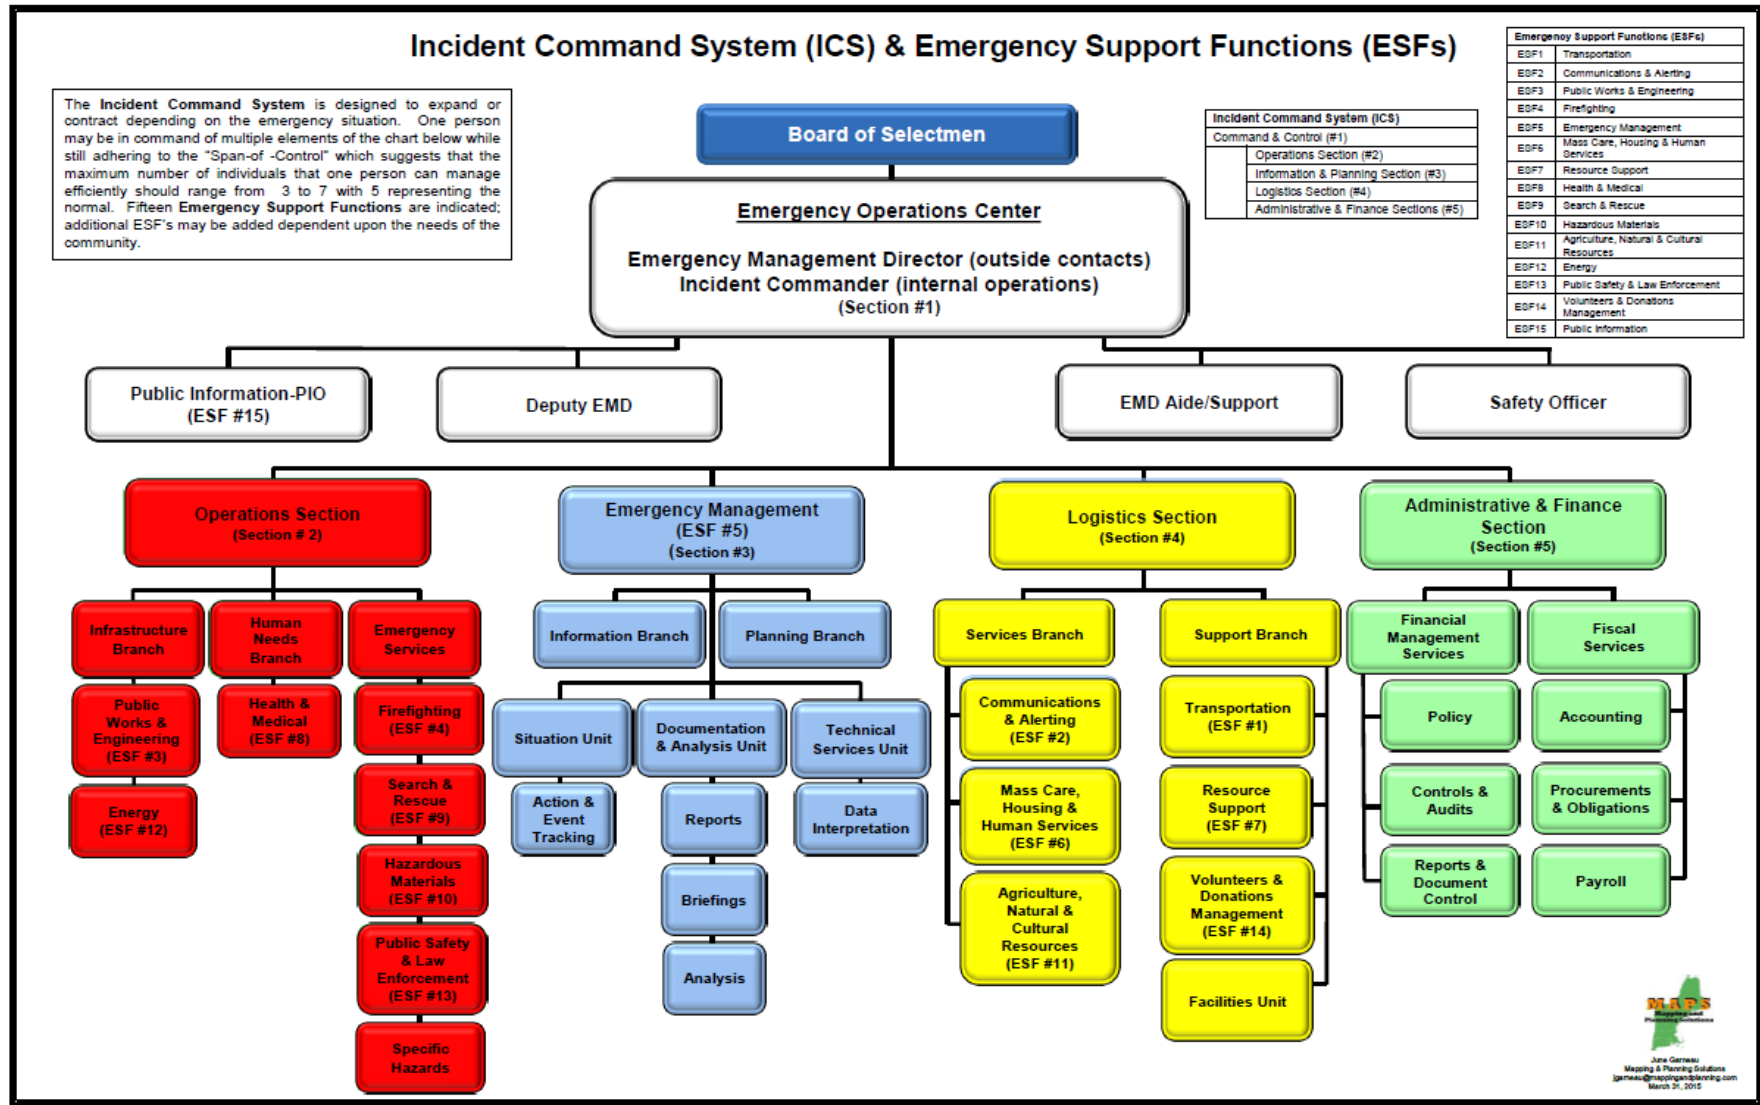 Incident Command System (ICS) & Emergency Support Functions (ESFs)
The Incident Command System is designed to expand or
contract depending on the emergency situation. One person
may be in command of multiple elements of the chart below while
still adhering to the "Span-of -Control" which suggests that the
maximum number of individuals that one person can manage
efficiently should range from 3 to 7 with 5 representing the
normal. Fifteen Emergency Support Functions are indicated;
additional ESF's may be added dependent upon the needs of the
community.
Board of Selectmen
Emergency Operations Center
Emergency Management Director (outside contacts)
Incident Commander (internal operations)
(Section #1)
Incident Command System (ICS)
Command & Control (#1)
Operations Section (#2)
Information & Planning Section (#3)
Logistics Section (#4)
Administrative & Finance Sections (#5)
Emergency Support Functions (ESFs)
ESF1 Transportation
ESF2 Communications & Alerting
ESF3 Public Works & Engineering
ESF4 Firefighting
ESF5 Emergency Management
ESF6 Mass Care, Housing & Human
Services
ESF7 Resource Support
ESF8 Health & Medical
ESF9 Search & Rescue
ESF10 Hazardous Materials
ESF11 Agriculture, Natural & Cultural
Resources
ESF12 Energy
ESF13 Public Safety & Law Enforcement
ESF14 Volunteers & Donations
Management
ESF15 Public Information
Public Information-PIO
(ESF #15)
Deputy EMD
EMD Aide/Support
Safety Officer
Operations Section
(Section # 2)
Infrastructure
Branch
Public
Works &
Engineering
(ESF #3)
Energy
(ESF #12)
Human
Needs
Branch
Health &
Medical
(ESF #8)
Emergency
Services
Firefighting
(ESF #4)
Search &
Rescue
(ESF #9)
Hazardous
Materials
(ESF #10)
Public Safety
& Law
Enforcement
(ESF #13)
Specific
Hazards
Emergency Management
(ESF #5)
(Section #3)
Information Branch
Planning Branch
Situation Unit
Action &
Event
Tracking
Documentation
& Analysis Unit
Reports
Briefings
Analysis
Technical
Services Unit
Data
Interpretation
Logistics Section
(Section #4)
Services Branch
Communications
& Alerting
(ESF #2)
Mass Care,
Housing &
Human Services
(ESF #6)
Agriculture,
Natural &
Cultural
Resources
(ESF #11)
Support Branch
Transportation
(ESF #1)
Resource
Support
(ESF #7)
Volunteers &
Donations
Management
(ESF #14)
Facilities Unit
Administrative & Finance
Section
(Section #5)
Financial
Management
Services
Policy
Controls &
Audits
Reports &
Document
Control
Fiscal
Services
Accounting
Procurements
& Obligations
Payroll
MAPS
Mapping and
Planning Solutions
June Garneau
Mapping & Planning Solutions
jgarneau@mappingandplanning.com
March 31, 2015